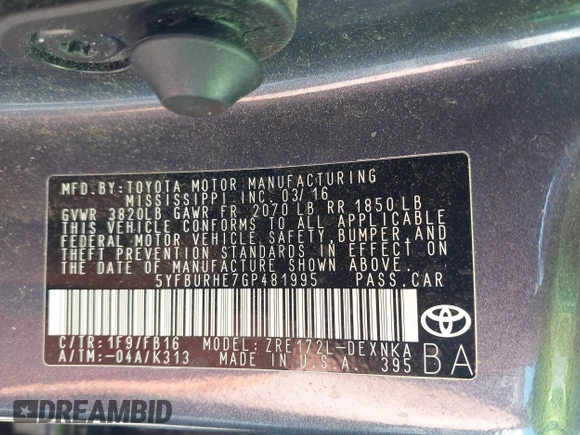 MFD.BY:TOYOTA MOTOR MANUFACTURING
MISSISSIPPI INC. 03/16
GVWR 3820LB GAWR FR 2070 LB RR 1850 LB
THIS VEHICLE CONFORMS TO ALL APPLICABLE
FEDERAL MOTOR VEHICLE SAFETY, BUMPER AND
THEFT PREVENTION STANDARDS IN EFFECT ON
THE DATE OF MANUFACTURE SHOWN ABOVE.
5YFBURHE7GP481995 PASS.CAR
C/TR:1F9/FB16 MODEL:ZRE172L-DEXNKA
A/TM:-04A/K313 MADE IN U.S.A. 395
BA
DREAMBID